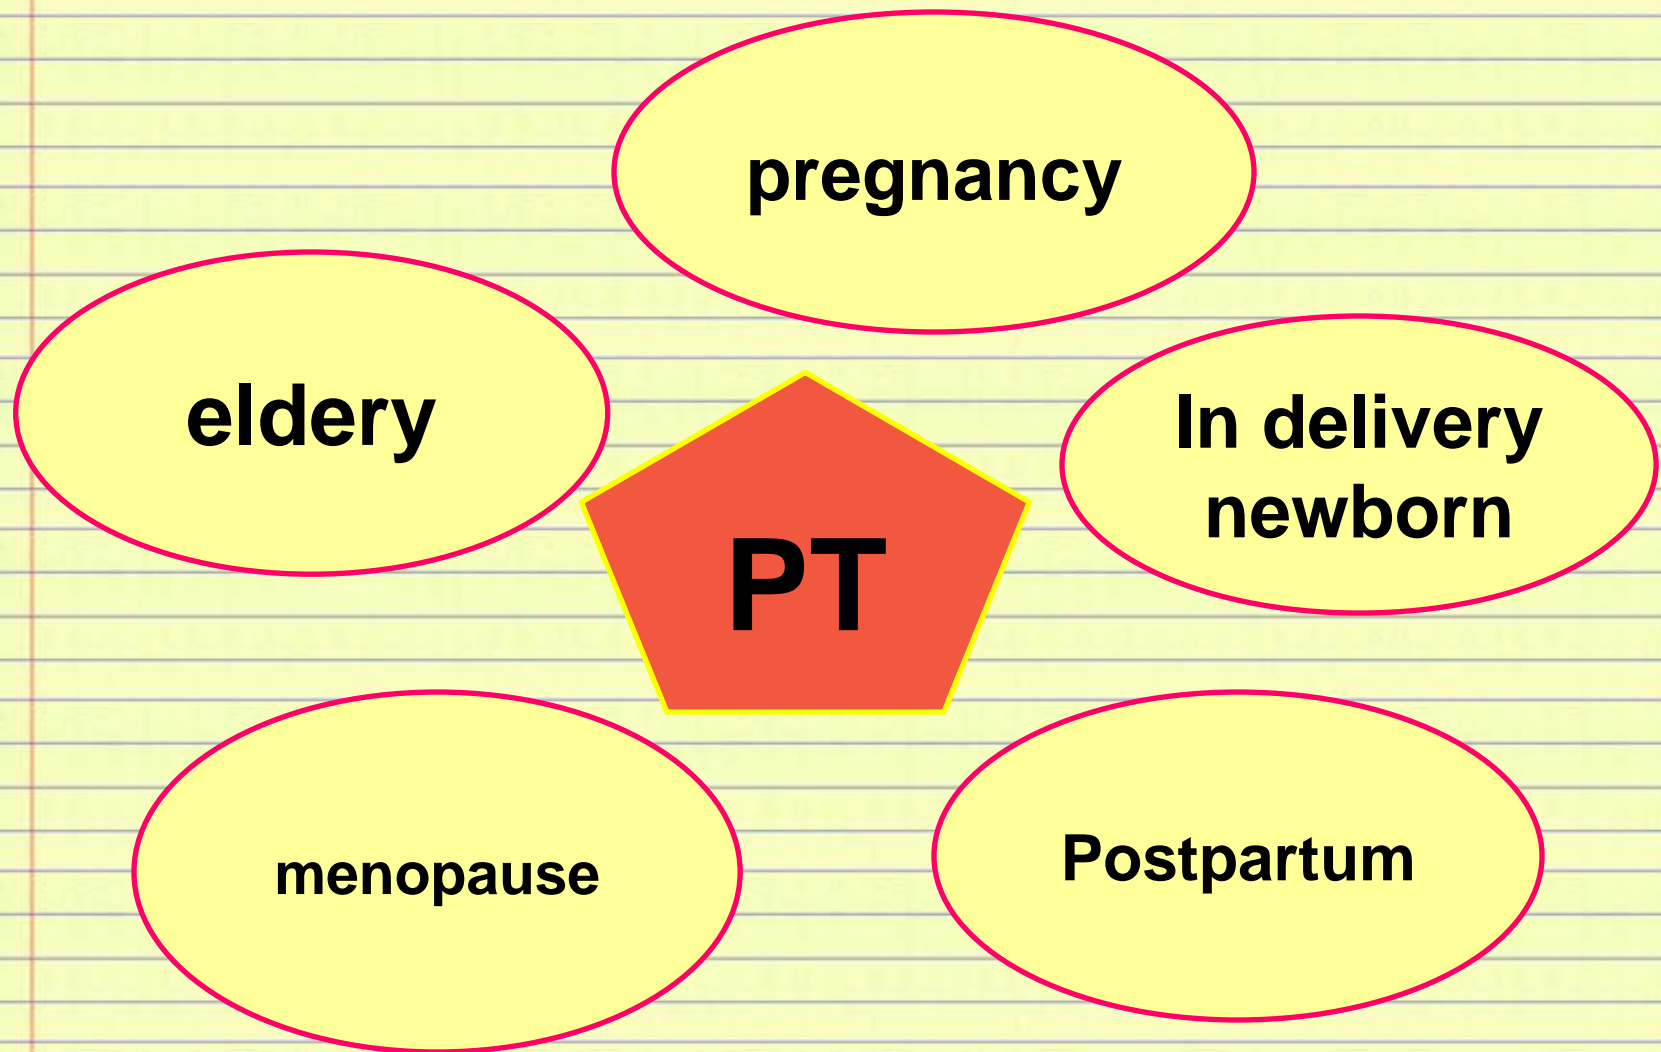 pregnancy
eldery
In delivery
newborn
PT
menopause
Postpartum